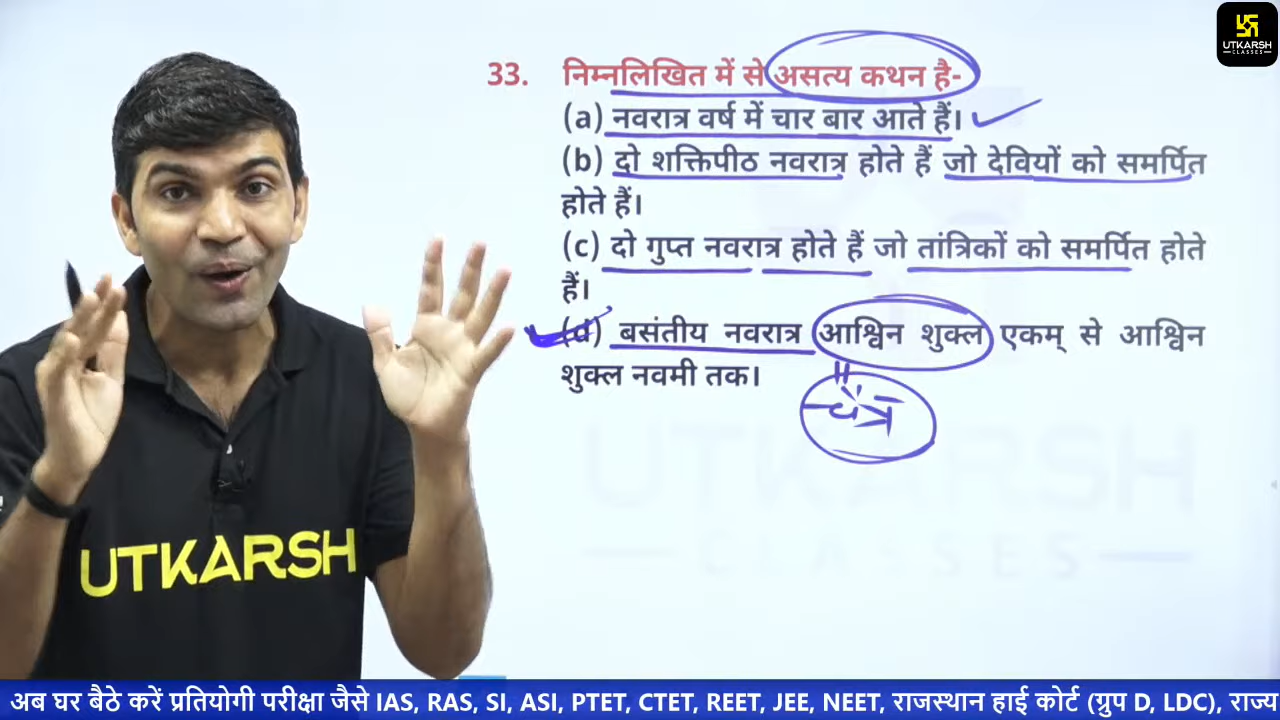 UTKARSH
CLASSES
33. निम्नलिखित में से असत्य कथन है-
(a) नवरात्र वर्ष में चार बार आते हैं।
(b) दो शक्तिपीठ नवरात्र होते हैं जो देवियों को समर्पित
होते हैं।
(c) दो गुप्त नवरात्र होते हैं जो तांत्रिकों को समर्पित होते
हैं।
(d) बसंतीय नवरात्र आश्विन शुक्ल एकम् से आश्विन
शुक्ल नवमी तक।
चैत्र
UTKARSH
CLASSES
UTKARSH
अब घर बैठे करें प्रतियोगी परीक्षा जैसे IAS, RAS, SI, ASI, PTET, CTET, REET, JEE, NEET, राजस्थान हाई कोर्ट (ग्रुप D, LDC), राज्य